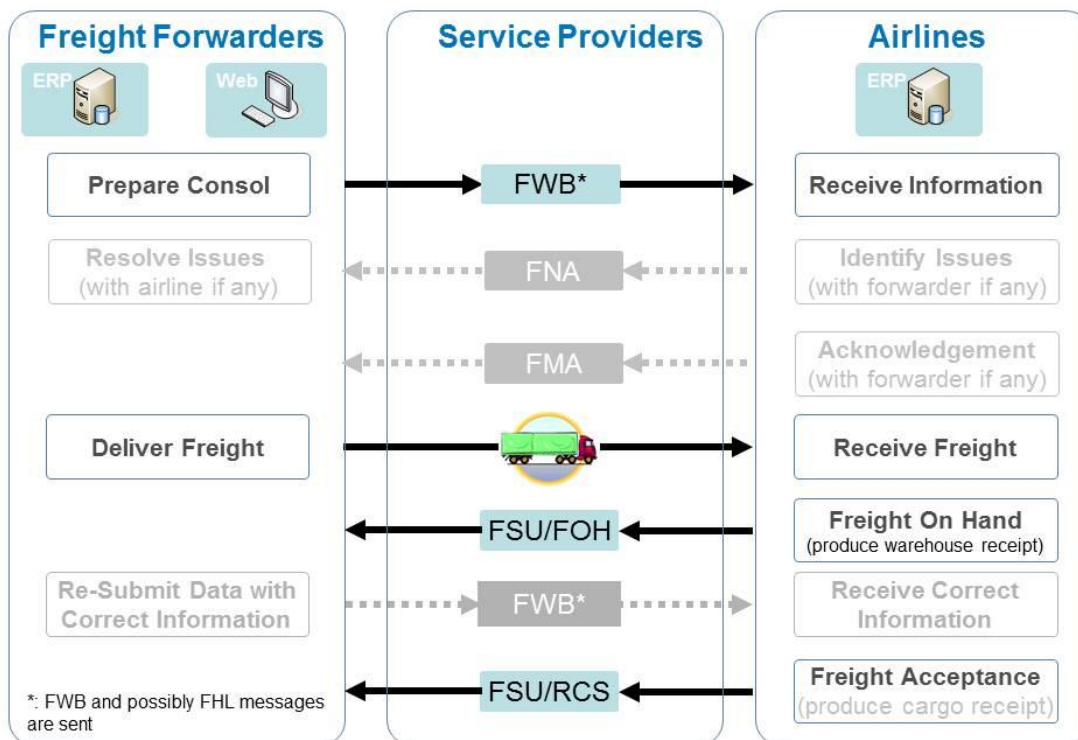 Freight Forwarders
Service Providers
Airlines
ERP
Web
ERP
Prepare Consol
FWB*
Receive Information
Resolve Issues
(with airline if any)
FNA
Identify Issues
(with forwarder if any)
FMA
Acknowledgement
(with forwarder if any)
Deliver Freight
Receive Freight
FSU/FOH
Freight On Hand
(produce warehouse receipt)
Re-Submit Data with
Correct Information
FWB*
Receive Correct
Information
*: FWB and possibly FHL messages
are sent
FSU/RCS
Freight Acceptance
(produce cargo receipt)